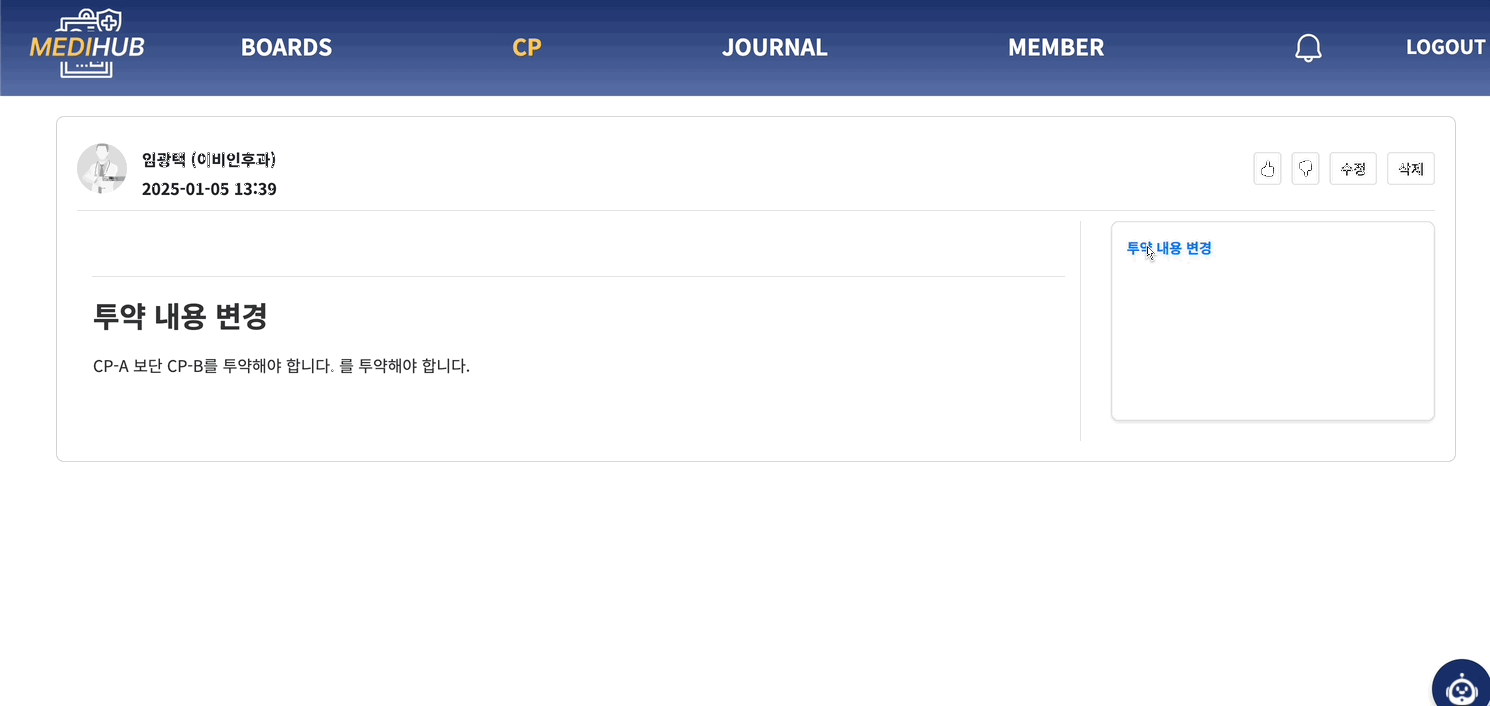 MEDIHUB
BOARDS
CP
JOURNAL
MEMBER
LOGOUT
임광택 (이비인후과)
2025-01-05 13:39
수정
삭제
투약 내용 변경
CP-A 보단 CP-B를 투약해야 합니다. 를 투약해야 합니다.
투약 내용 변경